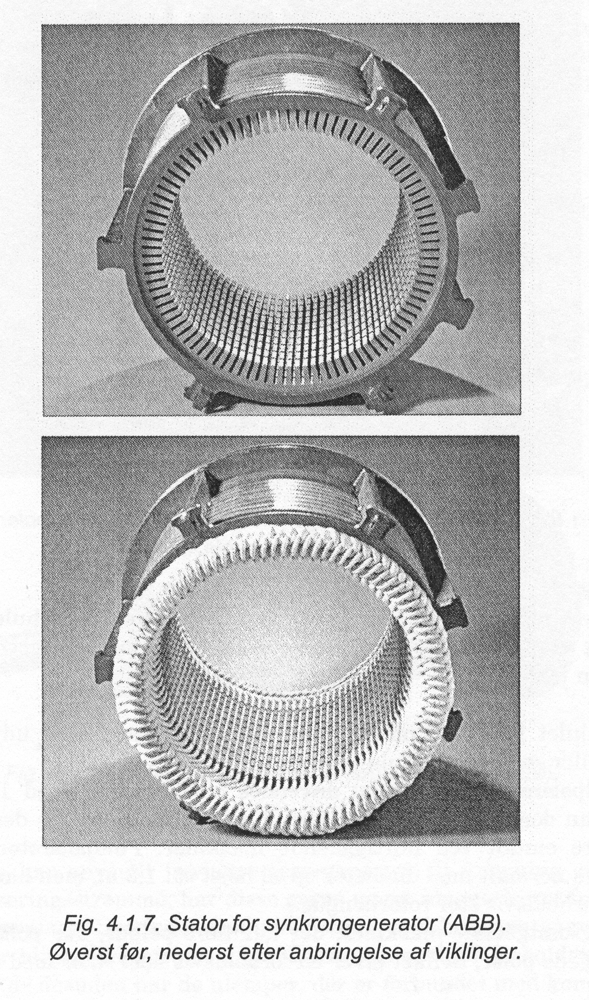 Fig. 4.1.7. Stator for synkrongenerator (ABB).
Øverst før, nederst efter anbringelse af viklinger.